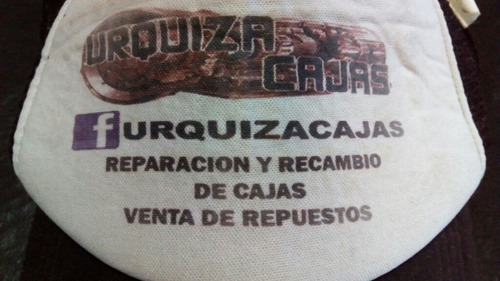 URQUIZA
CAJAS
f URQUIZACAJAS
REPARACION Y RECAMBIO
DE CAJAS
VENTA DE REPUESTOS